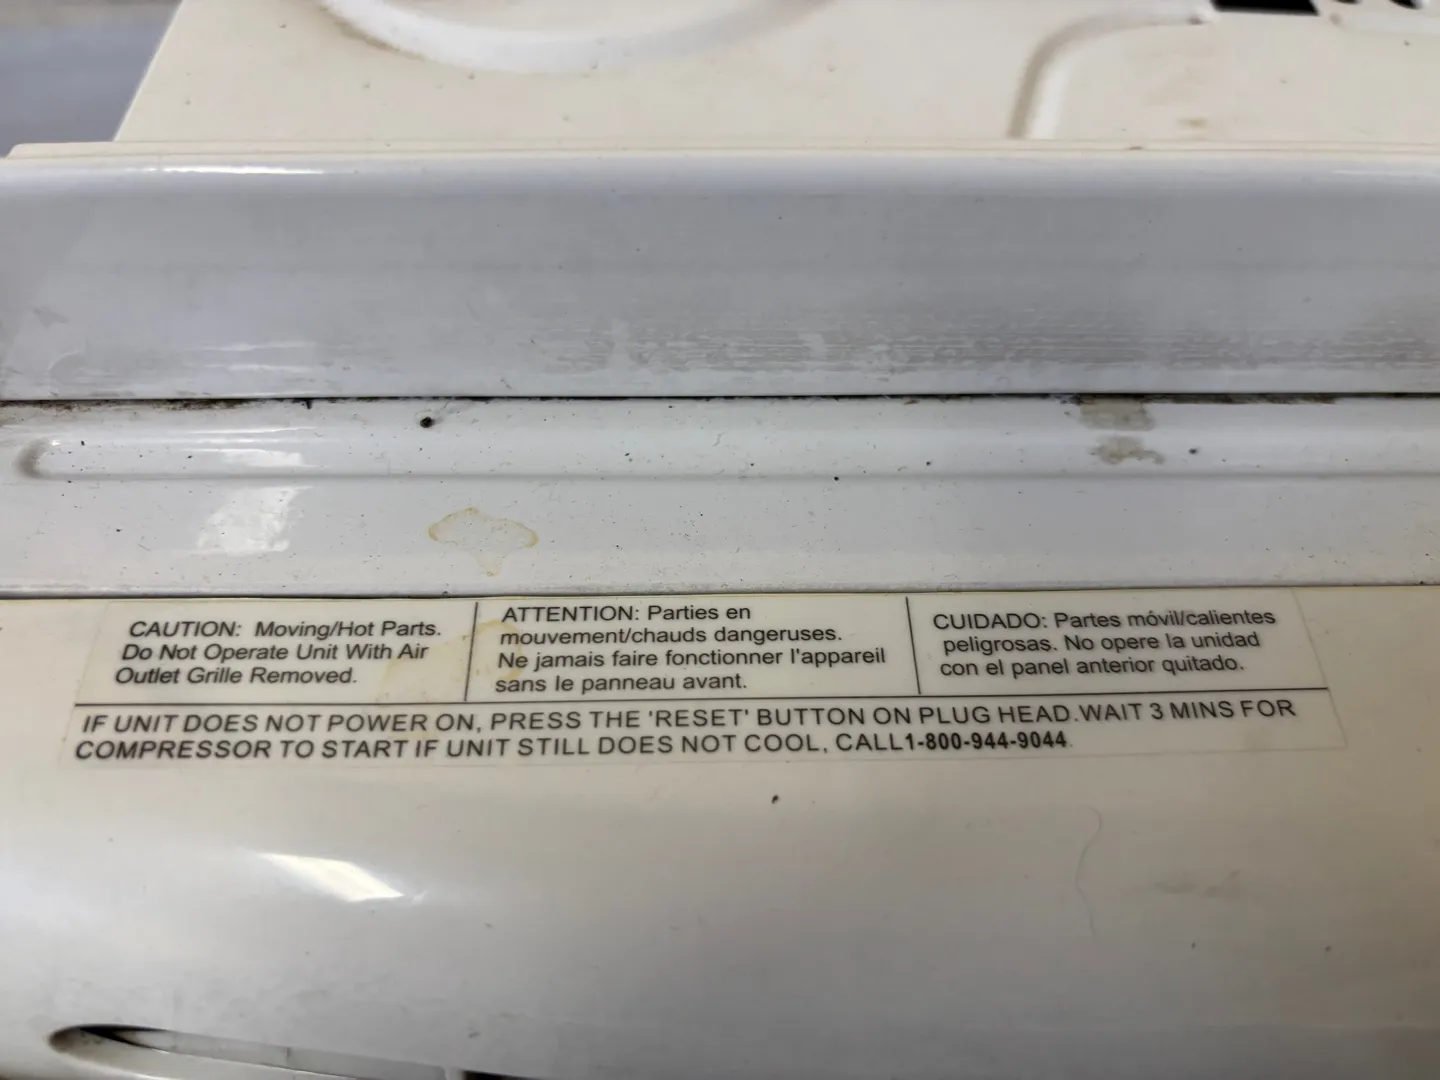 CAUTION: Moving/Hot Parts.
Do Not Operate Unit With Air
Outlet Grille Removed.
ATTENTION: Parties en
mouvement/chauds dangeruses.
Ne jamais faire fonctionner l'appareil
sans le panneau avant.
CUIDADO: Partes móvil/calientes
peligrosas. No opere la unidad
con el panel anterior quitado.
IF UNIT DOES NOT POWER ON, PRESS THE 'RESET' BUTTON ON PLUG HEAD.WAIT 3 MINS FOR
COMPRESSOR TO START IF UNIT STILL DOES NOT COOL, CALL1-800-944-9044.